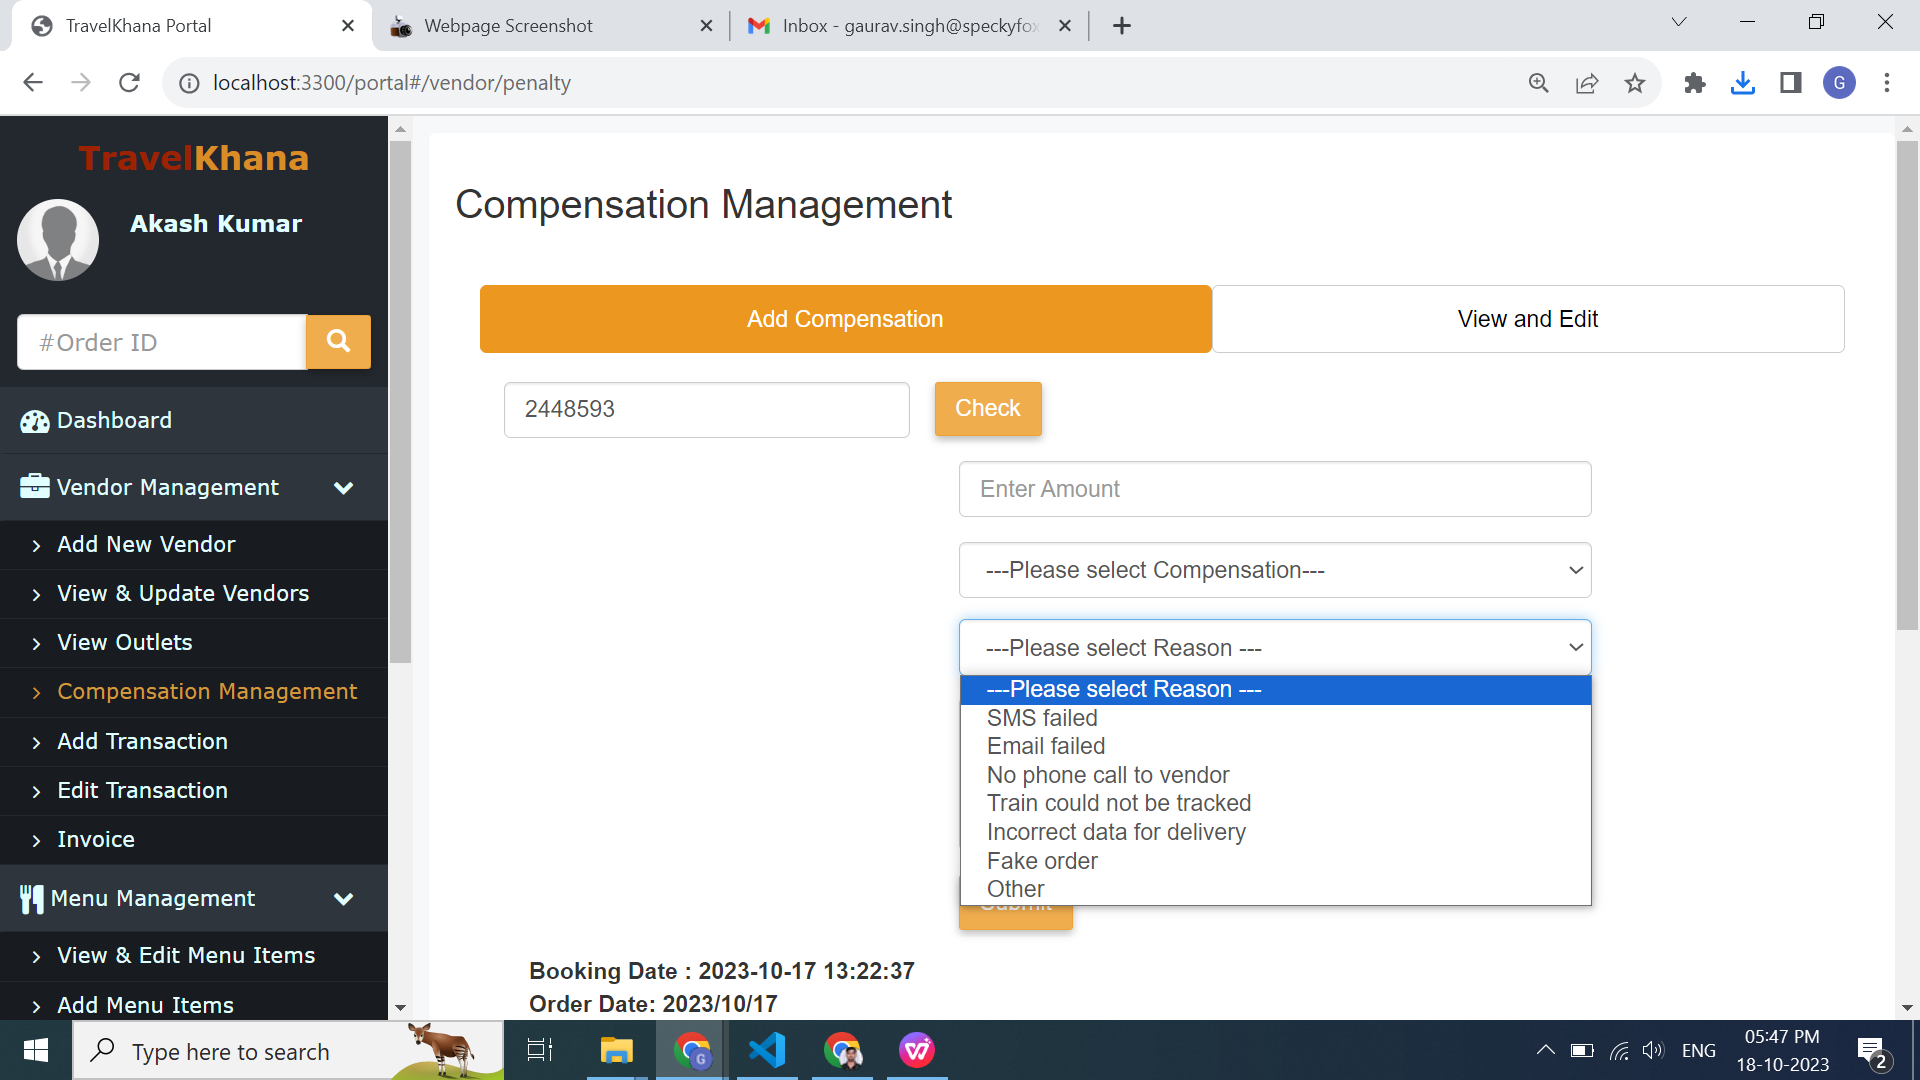 TravelKhana Portal
Webpage Screenshot
Inbox - gaurav.singh@speckyfox
localhost:3300/portal#/vendor/penalty
G
TravelKhana
Akash Kumar
#Order ID
Dashboard
Vendor Management
Add New Vendor
View & Update Vendors
View Outlets
Compensation Management
Add Transaction
Edit Transaction
Invoice
Menu Management
View & Edit Menu Items
Add Menu Items
Compensation Management
Add Compensation
View and Edit
2448593
Check
Enter Amount
---Please select Compensation---
---Please select Reason ---
---Please select Reason ---
SMS failed
Email failed
No phone call to vendor
Train could not be tracked
Incorrect data for delivery
Fake order
Other
Submit
Booking Date : 2023-10-17 13:22:37
Order Date: 2023/10/17
Type here to search
G
ENG
05:47 PM
18-10-2023
2